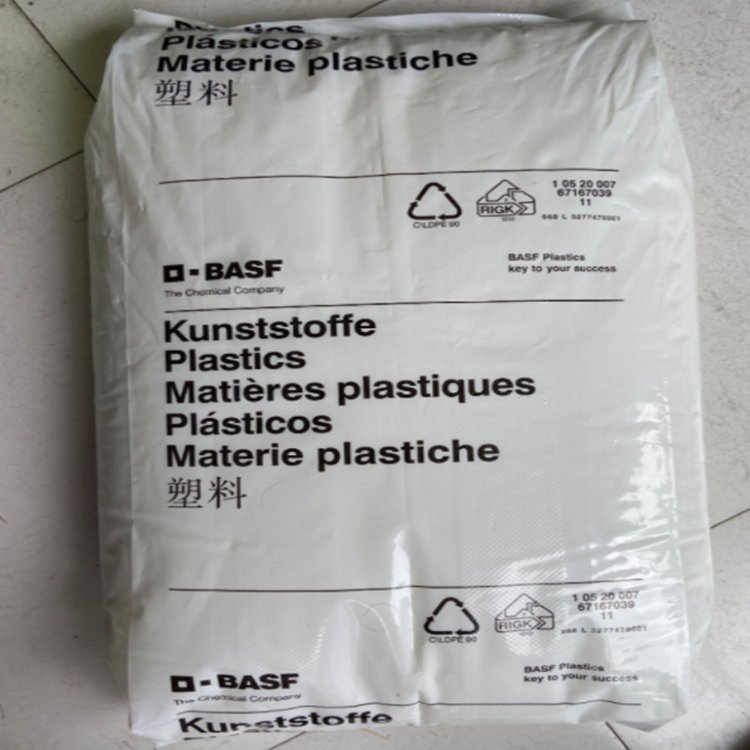 Plásticos
Materie plastiche
塑料
C\LDPE 90
RIGK
1 05 20 007
67167039
11
068 L 3277470001
BASF
The Chemical Company
BASF Plastics
key to your success
Kunststoffe
Plastics
Matières plastiques
Plásticos
Materie plastiche
塑料
C\LDPE 90
RIGK
1 05 20 007
67167039
11
BASF
The Chemical Company
BASF Plastics
key to your success
Kunststoffe